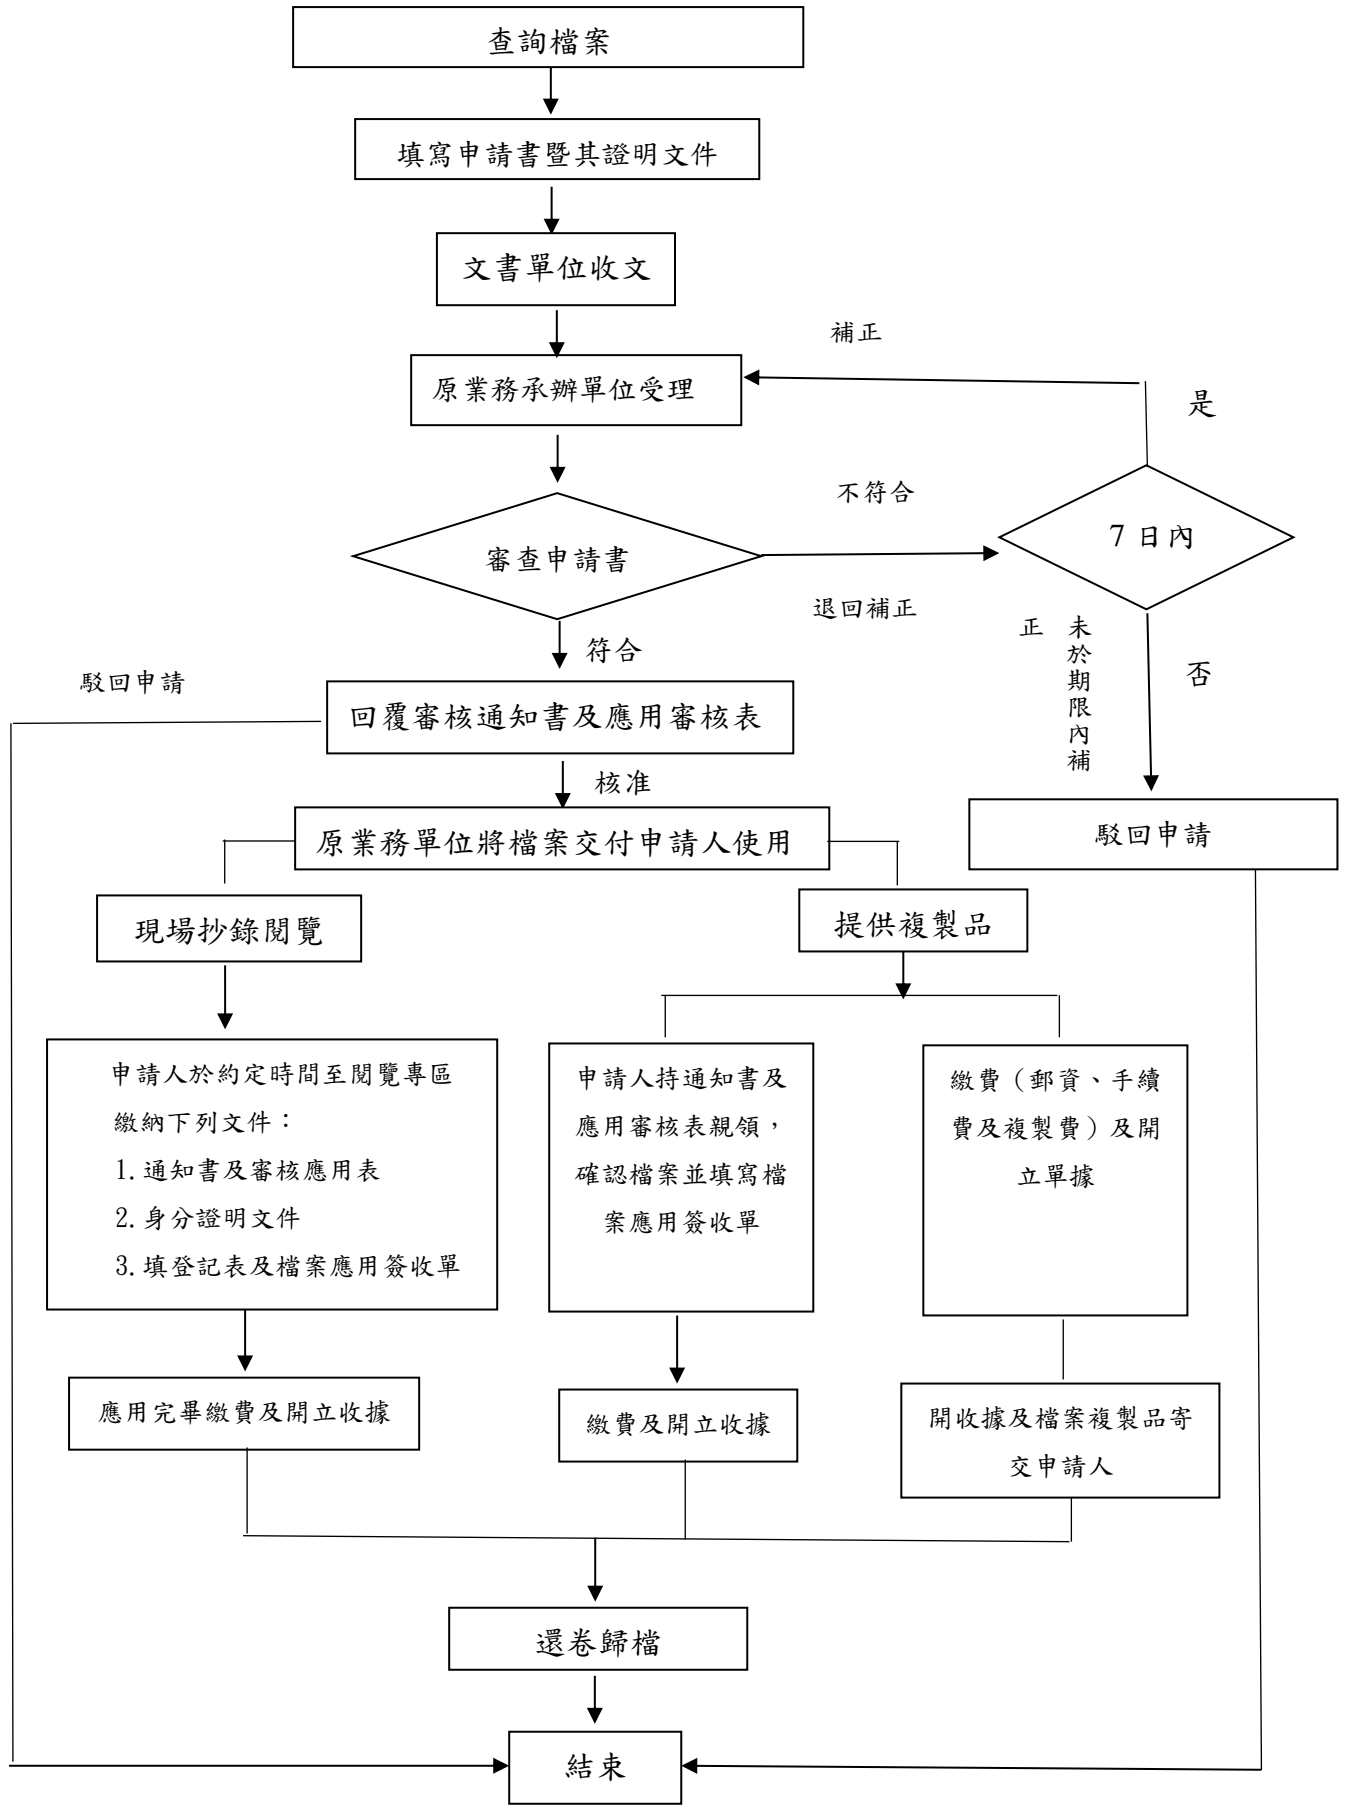 查詢檔案
填寫申請書暨其證明文件
文書單位收文
補正
原業務承辦單位受理
是
不符合
7 日內
審查申請書
退回補正
未於期限內補
正
否
符合
駁回申請
回覆審核通知書及應用審核表
核准
原業務單位將檔案交付申請人使用
駁回申請
現場抄錄閱覽
提供複製品
申請人於約定時間至閱覽專區
繳納下列文件：
1.通知書及審核應用表
2.身分證明文件
3.填登記表及檔案應用簽收單
申請人持通知書及
應用審核表親領，
確認檔案並填寫檔
案應用簽收單
繳費（郵資、手續
費及複製費）及開
立單據
應用完畢繳費及開立收據
繳費及開立收據
開收據及檔案複製品寄
交申請人
還卷歸檔
結束